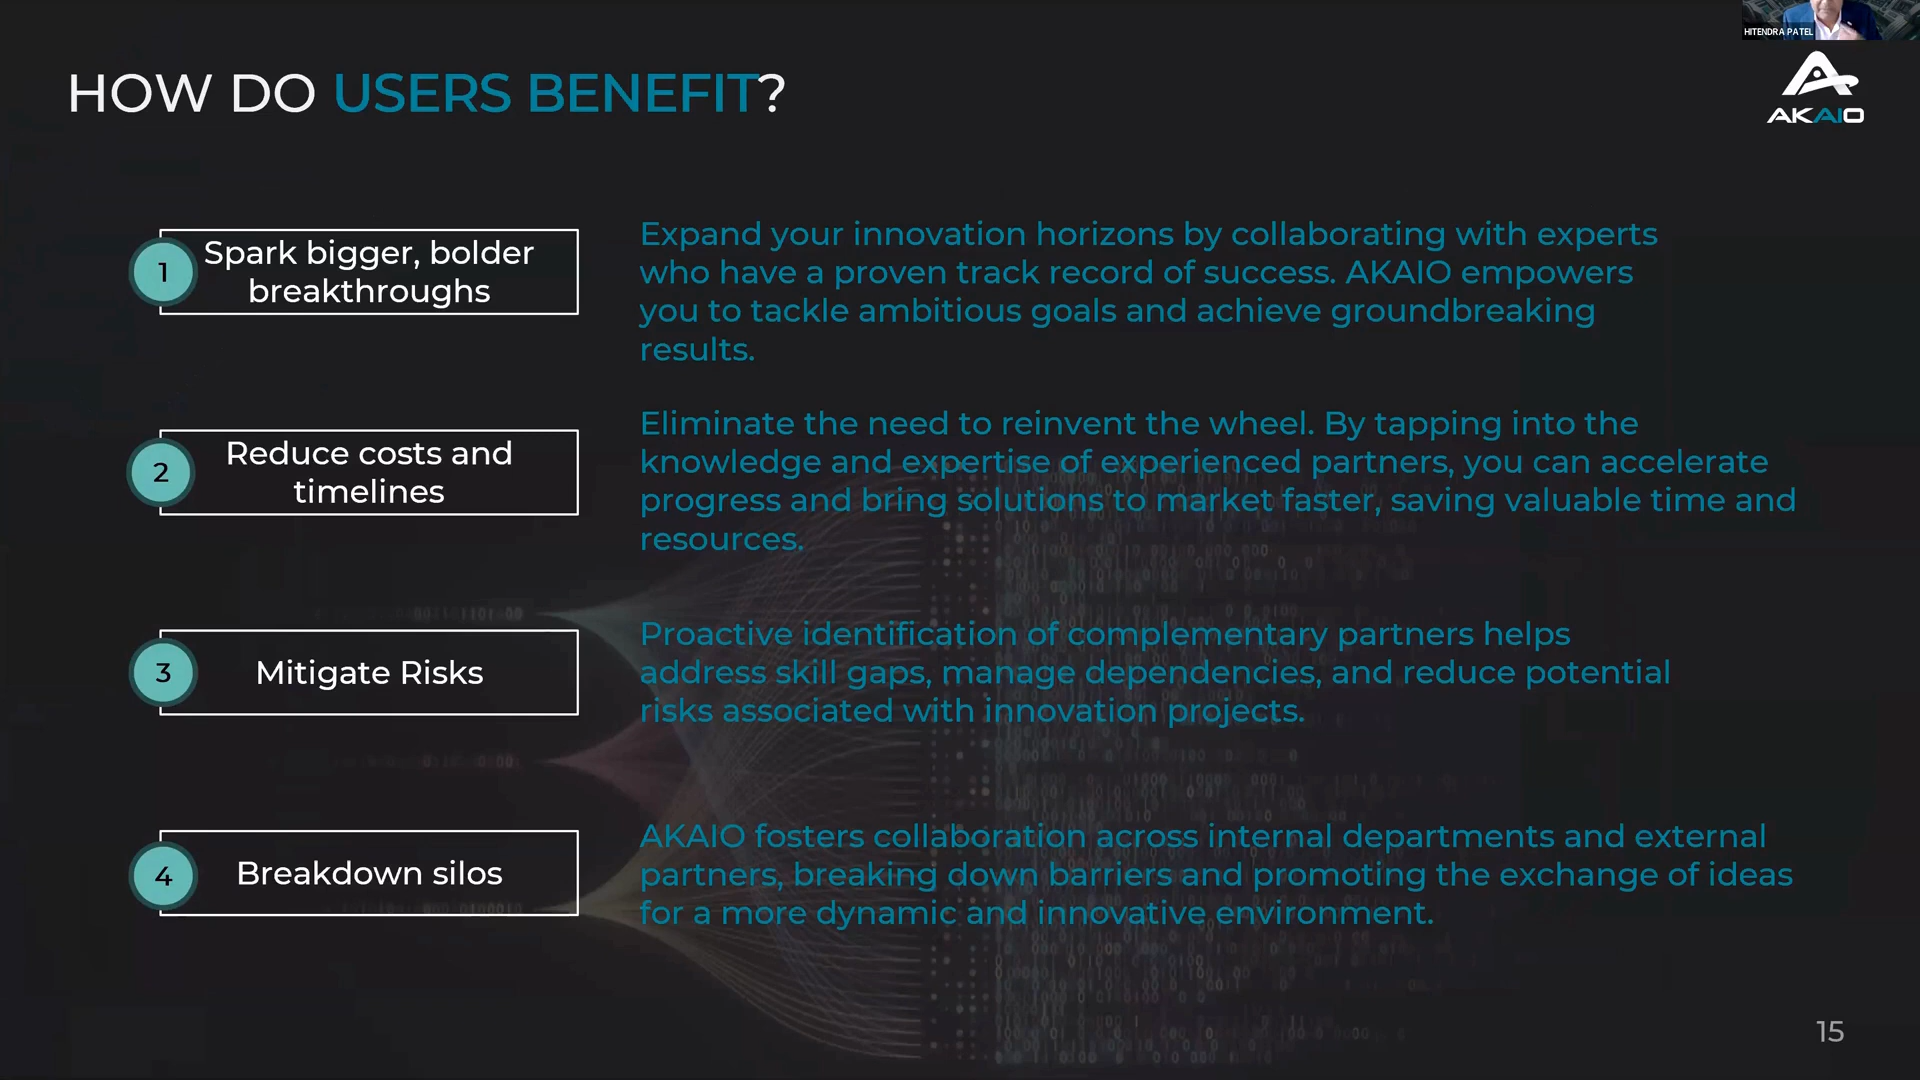 HITENDRA PATEL
HOW DO USERS BENEFIT?
AKAIO
1
Spark bigger, bolder
breakthroughs
Expand your innovation horizons by collaborating with experts
who have a proven track record of success. AKAIO empowers
you to tackle ambitious goals and achieve groundbreaking
results.
2
Reduce costs and
timelines
Eliminate the need to reinvent the wheel. By tapping into the
knowledge and expertise of experienced partners, you can accelerate
progress and bring solutions to market faster, saving valuable time and
resources.
3
Mitigate Risks
Proactive identification of complementary partners helps
address skill gaps, manage dependencies, and reduce potential
risks associated with innovation projects.
4
Breakdown silos
AKAIO fosters collaboration across internal departments and external
partners, breaking down barriers and promoting the exchange of ideas
for a more dynamic and innovative environment.
15